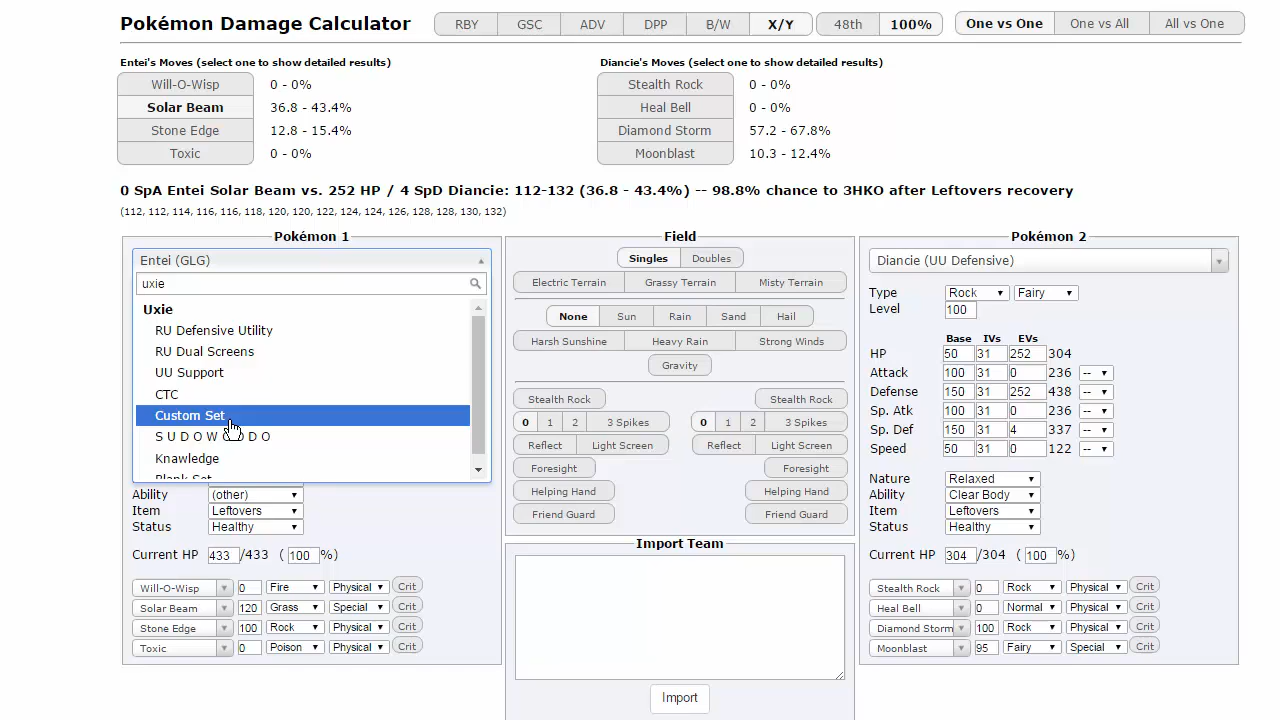 Pokémon Damage Calculator RBY GSC ADV DPP B/W X/Y 48th 100% One vs One One vs All All vs One
Entei's Moves (select one to show detailed results) Diancie's Moves (select one to show detailed results)
Will-O-Wisp 0 - 0% Stealth Rock 0 - 0%
Solar Beam 36.8 - 43.4% Heal Bell 0 - 0%
Stone Edge 12.8 - 15.4% Diamond Storm 57.2 - 67.8%
Toxic 0 - 0% Moonblast 10.3 - 12.4%
0 SpA Entei Solar Beam vs. 252 HP / 4 SpD Diancie: 112-132 (36.8 - 43.4%) -- 98.8% chance to 3HKO after Leftovers recovery
(112, 112, 114, 116, 116, 118, 120, 120, 122, 124, 124, 126, 128, 128, 130, 132)
Pokémon 1
Entei (GLG)
uxie
Uxie
RU Defensive Utility
RU Dual Screens
UU Support
CTC
Custom Set
S U D O W O D O
Knawledge
Blank Set
Ability (other)
Item Leftovers
Status Healthy
Current HP 433/433 (100%)
Will-O-Wisp 0 Fire Physical Crit
Solar Beam 120 Grass Special Crit
Stone Edge 100 Rock Physical Crit
Toxic 0 Poison Physical Crit
Field
Singles Doubles
Electric Terrain Grassy Terrain Misty Terrain
None Sun Rain Sand Hail
Harsh Sunshine Heavy Rain Strong Winds
Gravity
Stealth Rock Stealth Rock
0 1 2 3 Spikes 0 1 2 3 Spikes
Reflect Light Screen Reflect Light Screen
Foresight Foresight
Helping Hand Helping Hand
Friend Guard Friend Guard
Import Team
Import
Pokémon 2
Diancie (UU Defensive)
Type Rock Fairy
Level 100
Base IVs EVs
HP 50 31 252 304
Attack 100 31 0 236 --
Defense 150 31 252 438 --
Sp. Atk 100 31 0 236 --
Sp. Def 150 31 4 337 --
Speed 50 31 0 122 --
Nature Relaxed
Ability Clear Body
Item Leftovers
Status Healthy
Current HP 304/304 (100%)
Stealth Rock 0 Rock Physical Crit
Heal Bell 0 Normal Physical Crit
Diamond Storm 100 Rock Physical Crit
Moonblast 95 Fairy Special Crit